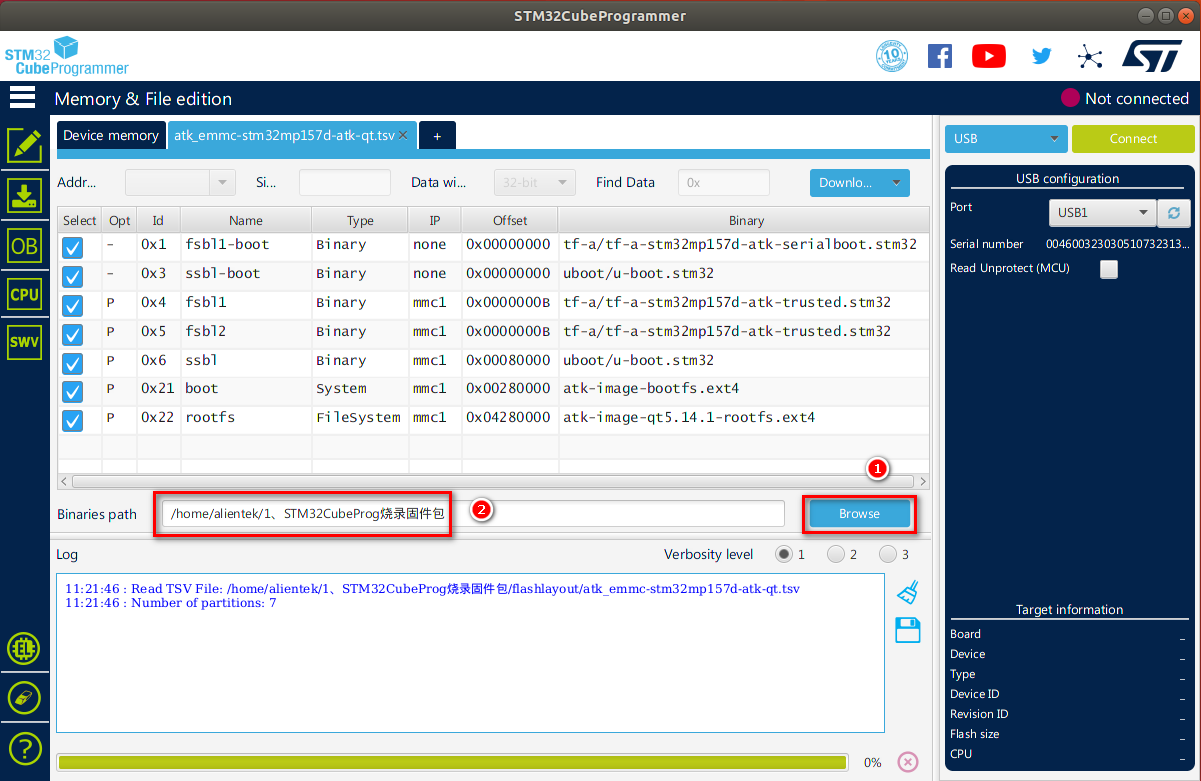 STM32CubeProgrammer
STM32
CubeProgrammer
10
YEARS
Memory & File edition
Not connected
Device memory
atk_emmc-stm32mp157d-atk-qt.tsv
+
USB
Connect
Addr...
Si...
Data wi...
32-bit
Find Data
0x
Downlo...
Select Opt Id Name Type IP Offset Binary
- 0x1 fsbl1-boot Binary none 0x00000000 tf-a/tf-a-stm32mp157d-atk-serialboot.stm32
- 0x3 ssbl-boot Binary none 0x00000000 uboot/u-boot.stm32
P 0x4 fsbl1 Binary mmc1 0x0000000B tf-a/tf-a-stm32mp157d-atk-trusted.stm32
P 0x5 fsbl2 Binary mmc1 0x0000000B tf-a/tf-a-stm32mp157d-atk-trusted.stm32
P 0x6 ssbl Binary mmc1 0x00080000 uboot/u-boot.stm32
P 0x21 boot System mmc1 0x00280000 atk-image-bootfs.ext4
P 0x22 rootfs FileSystem mmc1 0x04280000 atk-image-qt5.14.1-rootfs.ext4
1
Binaries path
/home/alientek/1、STM32CubeProg烧录固件包
2
Browse
Log
Verbosity level 1 2 3
11:21:46 : Read TSV File: /home/alientek/1、STM32CubeProg烧录固件包/flashlayout/atk_emmc-stm32mp157d-atk-qt.tsv
11:21:46 : Number of partitions: 7
0%
OB
CPU
SWV
EL
?
USB configuration
Port USB1
Serial number 004600323030510732313...
Read Unprotect (MCU)
Target information
Board _
Device _
Type _
Device ID _
Revision ID _
Flash size _
CPU _